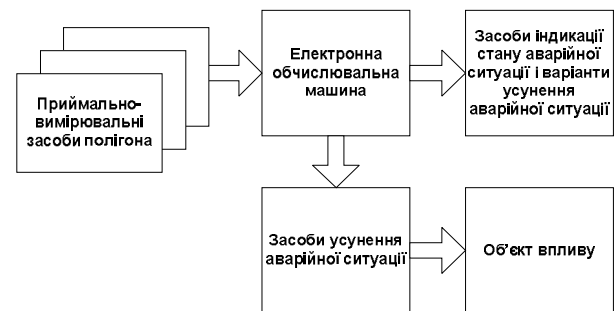 Приймально-
вимірювальні
засоби полігона
Електронна
обчислювальна
машина
Засоби індикації
стану аварійної
ситуації і варіанти
усунення
аварійної ситуації
Засоби усунення
аварійної ситуації
Об'єкт впливу